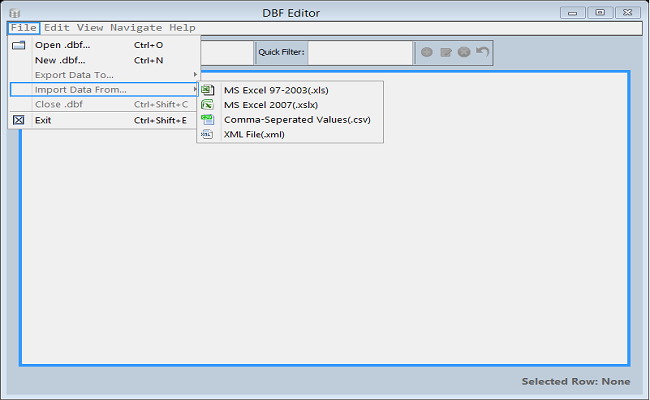 DBF Editor
File Edit View Navigate Help
Open .dbf... Ctrl+O
New .dbf... Ctrl+N
Export Data To...
Import Data From...
Close .dbf Ctrl+Shift+C
Exit Ctrl+Shift+E
Quick Filter:
MS Excel 97-2003(.xls)
MS Excel 2007(.xslx)
Comma-Seperated Values(.csv)
XML File(.xml)
Selected Row: None